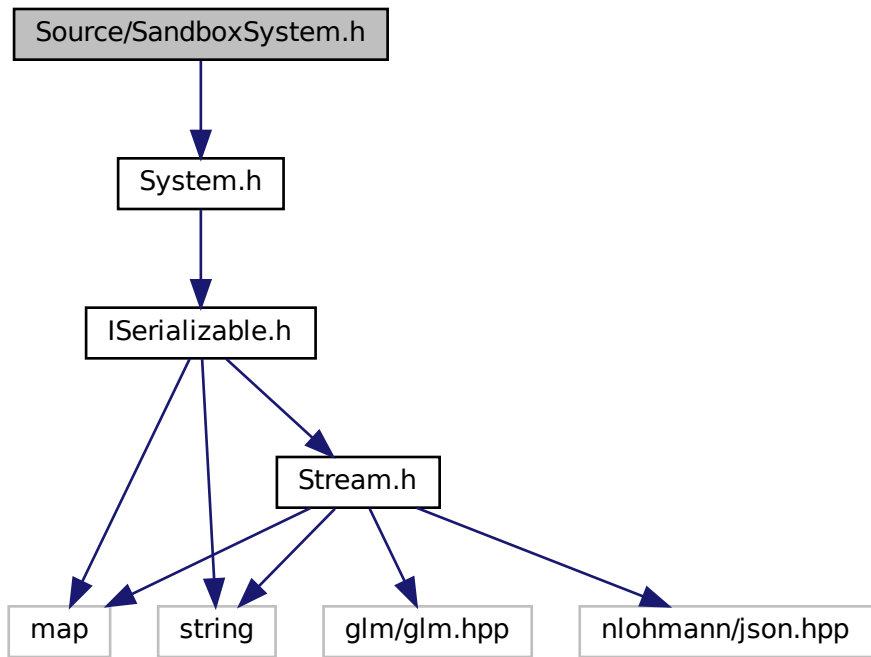 Source/SandboxSystem.h
System.h
ISerializable.h
Stream.h
map
string
glm/glm.hpp
nlohmann/json.hpp